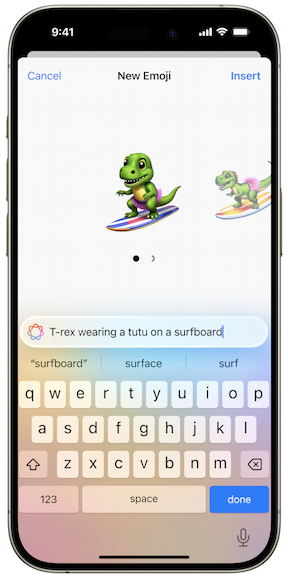 9:41
Cancel New Emoji Insert
T-rex wearing a tutu on a surfboard
“surfboard” surface surf
q w e r t y u i o p
a s d f g h j k l
z x c v b n m
123 space done